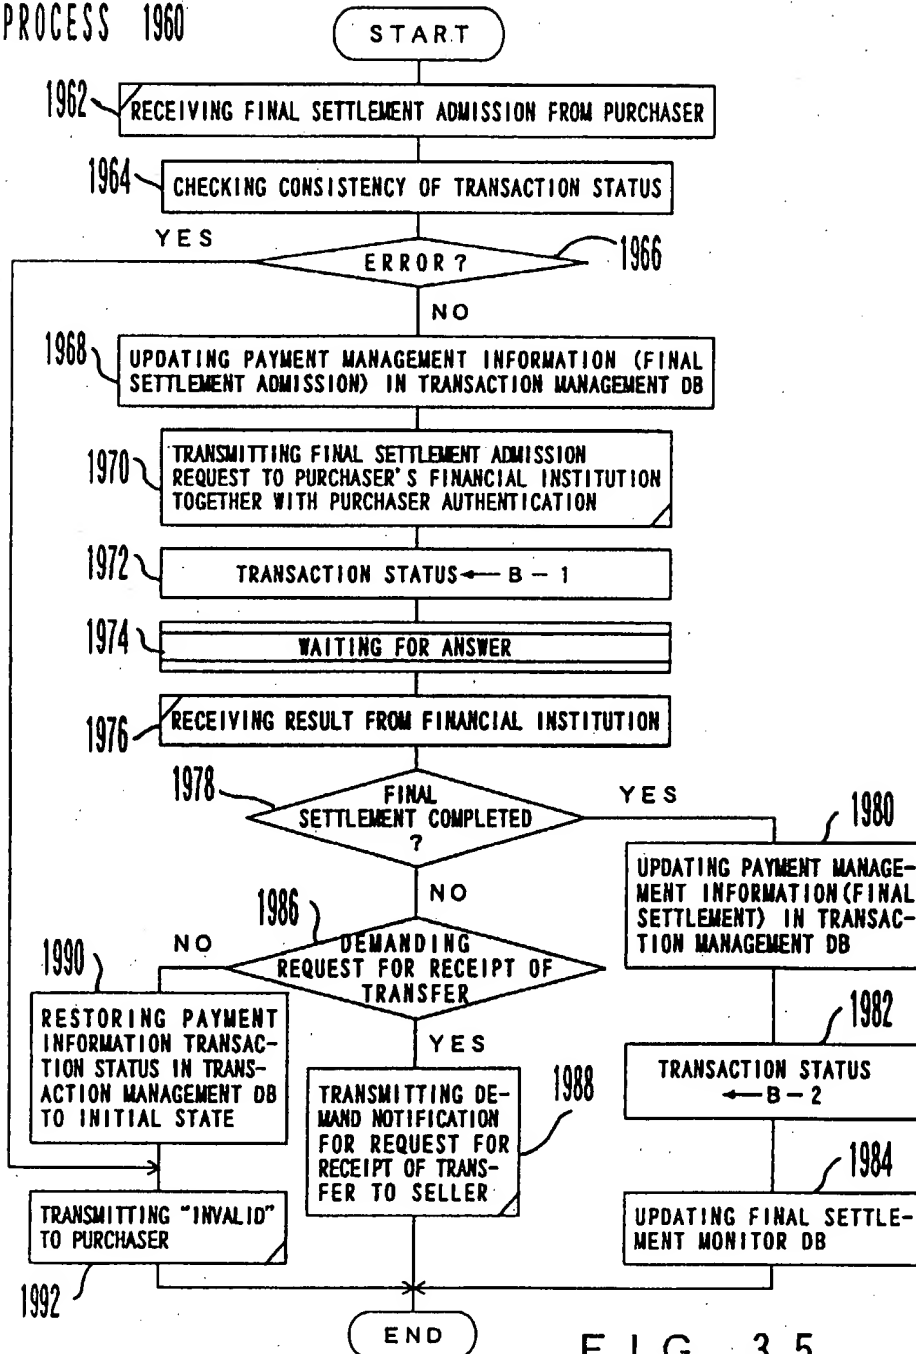 PROCESS 1960
START
1962
RECEIVING FINAL SETTLEMENT ADMISSION FROM PURCHASER
1964
CHECKING CONSISTENCY OF TRANSACTION STATUS
YES
ERROR?
1966
NO
1968
UPDATING PAYMENT MANAGEMENT INFORMATION (FINAL
SETTLEMENT ADMISSION) IN TRANSACTION MANAGEMENT DB
1970
TRANSMITTING FINAL SETTLEMENT ADMISSION
REQUEST TO PURCHASER'S FINANCIAL INSTITUTION
TOGETHER WITH PURCHASER AUTHENTICATION
1972
TRANSACTION STATUS ← B - 1
1974
WAITING FOR ANSWER
1976
RECEIVING RESULT FROM FINANCIAL INSTITUTION
1978
FINAL
SETTLEMENT COMPLETED
?
YES
1980
UPDATING PAYMENT MANAGE-
MENT INFORMATION (FINAL
SETTLEMENT) IN TRANSAC-
TION MANAGEMENT DB
NO
1986
DEMANDING
REQUEST FOR RECEIPT OF
TRANSFER
NO
1990
RESTORING PAYMENT
INFORMATION TRANSAC-
TION STATUS IN TRANS-
ACTION MANAGEMENT DB
TO INITIAL STATE
YES
1988
TRANSMITTING DE-
MAND NOTIFICATION
FOR REQUEST FOR
RECEIPT OF TRANS-
FER TO SELLER
1982
TRANSACTION STATUS
← B - 2
1984
UPDATING FINAL SETTLE-
MENT MONITOR DB
TRANSMITTING "INVALID"
TO PURCHASER
1992
END
FIG. 35